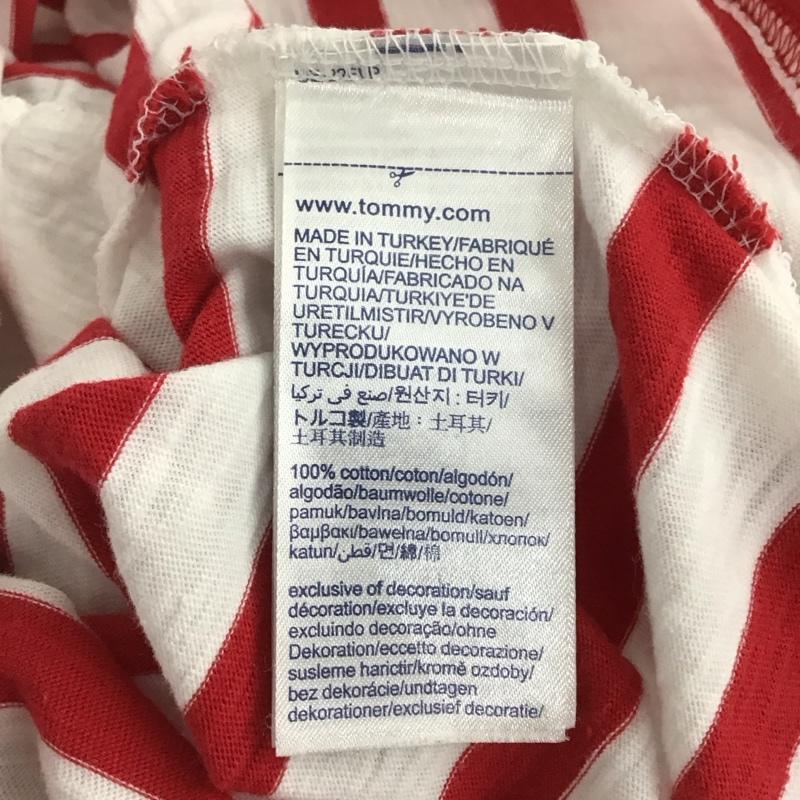 www.tommy.com
MADE IN TURKEY/FABRIQUÉ
EN TURQUIE/HECHO EN
TURQUÍA/FABRICADO NA
TURQUIA/TURKIYE'DE
URETILMISTIR/VYROBENO V
TURECKU/
WYPRODUKOWANO W
TURCJI/DIBUAT DI TURKI/
صنع في تركيا/원산지 : 터키/
トルコ製/產地：土耳其/
土耳其制造
100% cotton/coton/algodón/
algodão/baumwolle/cotone/
pamuk/bavlna/bomuld/katoen/
βαμβακι/bawełna/bomull/хлопок/
katun/قطن/면/綿/棉
exclusive of decoration/sauf
décoration/excluye la decoración/
excluindo decoração/ohne
Dekoration/eccetto decorazione/
susleme harictir/kromě ozdoby/
bez dekorácie/undtagen
dekorationer/exclusief decoratie/